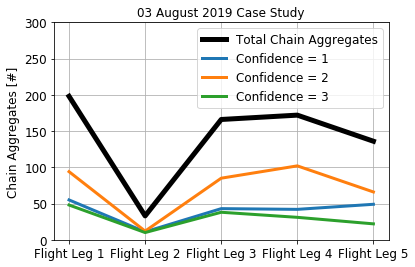 03 August 2019 Case Study
300
250
200
150
100
50
0
Chain Aggregates [#]
Total Chain Aggregates
Confidence = 1
Confidence = 2
Confidence = 3
Flight Leg 1 Flight Leg 2 Flight Leg 3 Flight Leg 4 Flight Leg 5